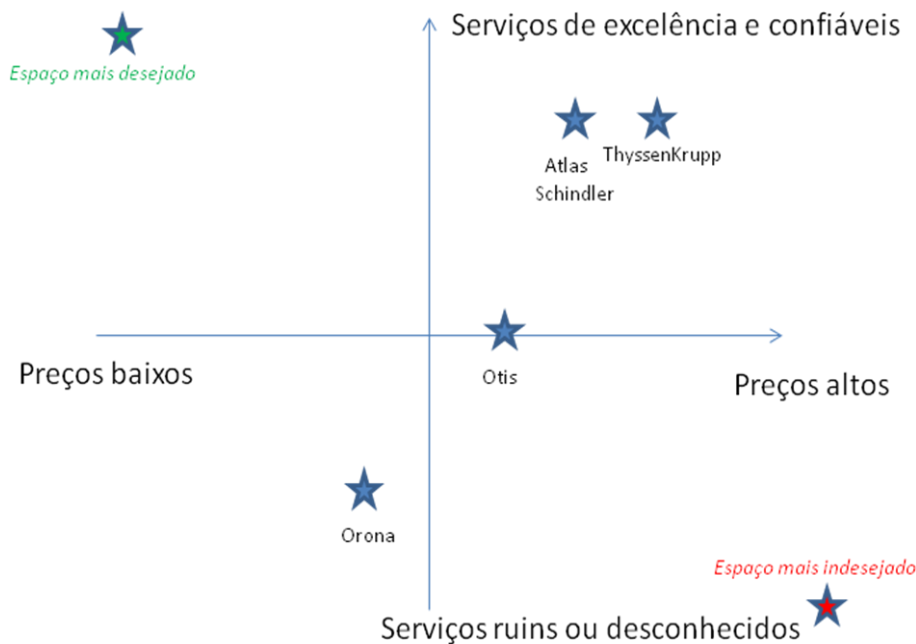 Serviços de excelência e confiáveis
Espaço mais desejado
Atlas
Schindler
ThyssenKrupp
Preços baixos
Otis
Preços altos
Orona
Espaço mais indesejado
Serviços ruins ou desconhecidos